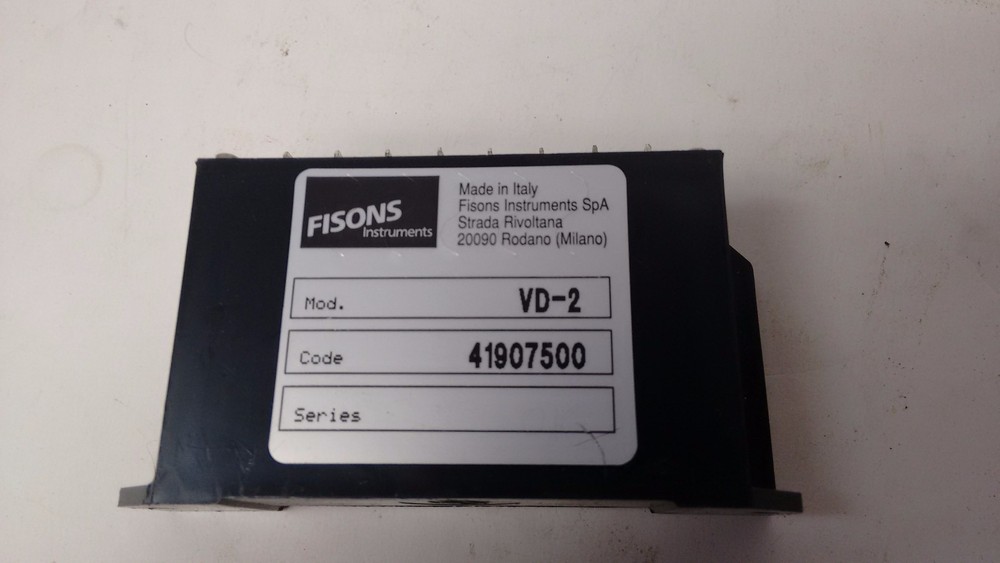 FISONS
Instruments
Made in Italy
Fisons Instruments SpA
Strada Rivoltana
20090 Rodano (Milano)
Mod. VD-2
Code 41907500
Series